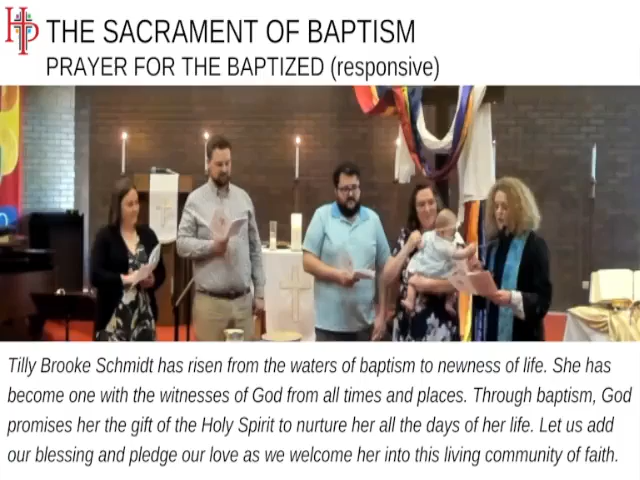 HP
THE SACRAMENT OF BAPTISM
PRAYER FOR THE BAPTIZED (responsive)
Tilly Brooke Schmidt has risen from the waters of baptism to newness of life. She has
become one with the witnesses of God from all times and places. Through baptism, God
promises her the gift of the Holy Spirit to nurture her all the days of her life. Let us add
our blessing and pledge our love as we welcome her into this living community of faith.